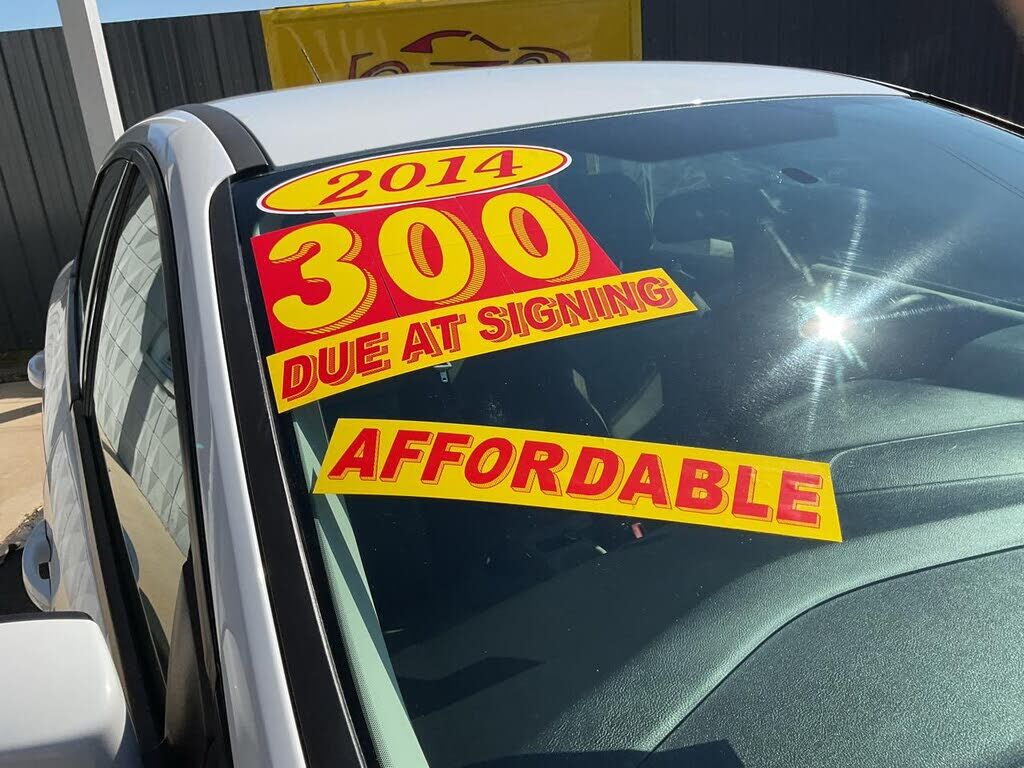 2014
300
DUE AT SIGNING
AFFORDABLE